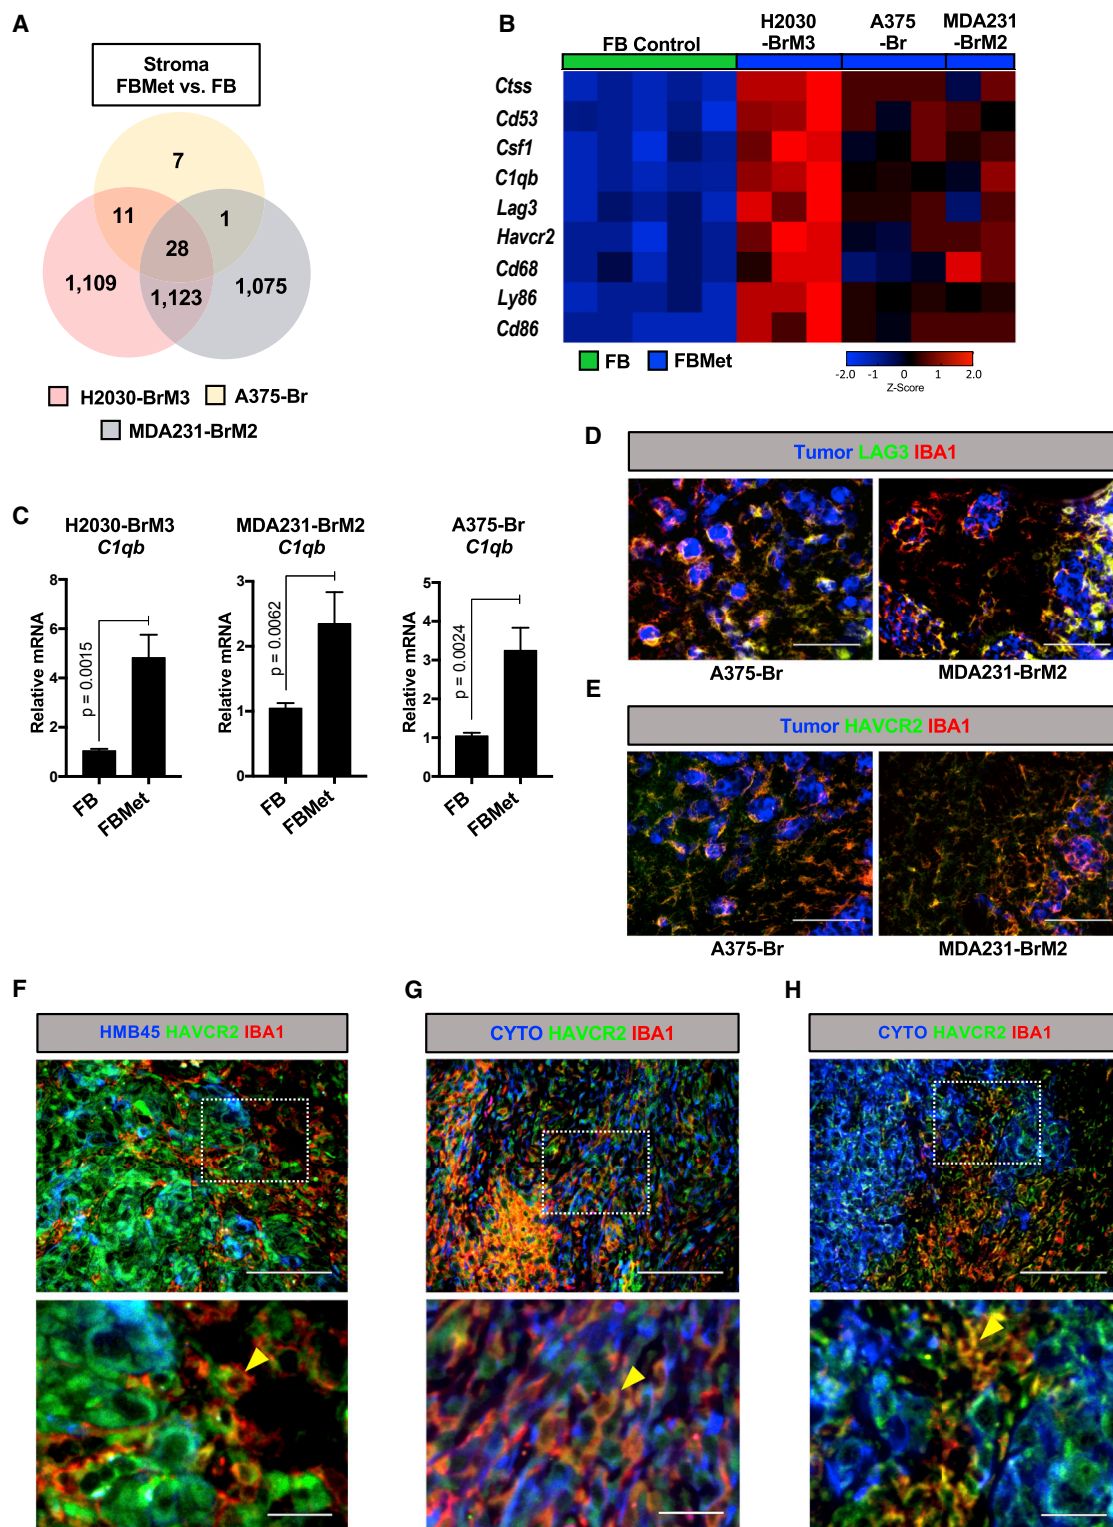 A
Stroma
FBMet vs. FB
7
11
1
28
1,109
1,123
1,075
H2030-BrM3
A375-Br
MDA231-BrM2
B
FB Control
H2030
-BrM3
A375
-Br
MDA231
-BrM2
Ctss
Cd53
Csf1
C1qb
Lag3
Havcr2
Cd68
Ly86
Cd86
FB
FBMet
-2.0 -1 0 1 2.0
Z-Score
C
H2030-BrM3
C1qb
Relative mRNA
8
6
4
2
0
p = 0.0015
FB
FBMet
MDA231-BrM2
C1qb
Relative mRNA
3
2
1
0
p = 0.0062
FB
FBMet
A375-Br
C1qb
Relative mRNA
5
4
3
2
1
0
p = 0.0024
FB
FBMet
D
Tumor LAG3 IBA1
A375-Br
MDA231-BrM2
E
Tumor HAVCR2 IBA1
A375-Br
MDA231-BrM2
F
HMB45 HAVCR2 IBA1
G
CYTO HAVCR2 IBA1
H
CYTO HAVCR2 IBA1